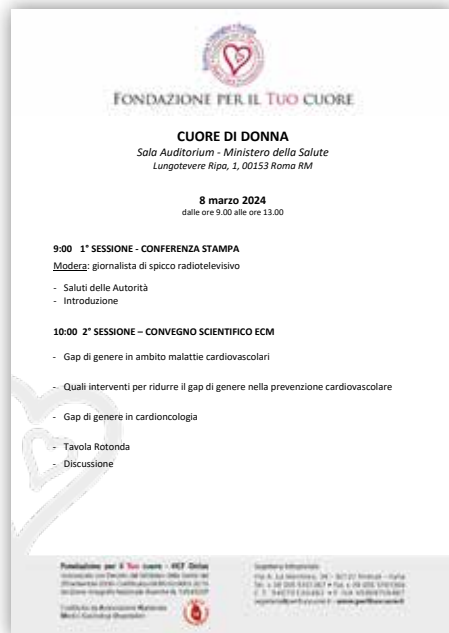 FONDAZIONE PER IL TUO CUORE
CUORE DI DONNA
Sala Auditorium - Ministero della Salute
Lungotevere Ripa, 1, 00153 Roma RM
8 marzo 2024
dalle ore 9.00 alle ore 13.00
9:00 1° SESSIONE - CONFERENZA STAMPA
Modera: giornalista di spicco radiotelevisivo
- Saluti delle Autorità
- Introduzione
10:00 2° SESSIONE – CONVEGNO SCIENTIFICO ECM
- Gap di genere in ambito malattie cardiovascolari
- Quali interventi per ridurre il gap di genere nella prevenzione cardiovascolare
- Gap di genere in cardioncologia
- Tavola Rotonda
- Discussione
Fondazione per il Tuo cuore - HCF Onlus